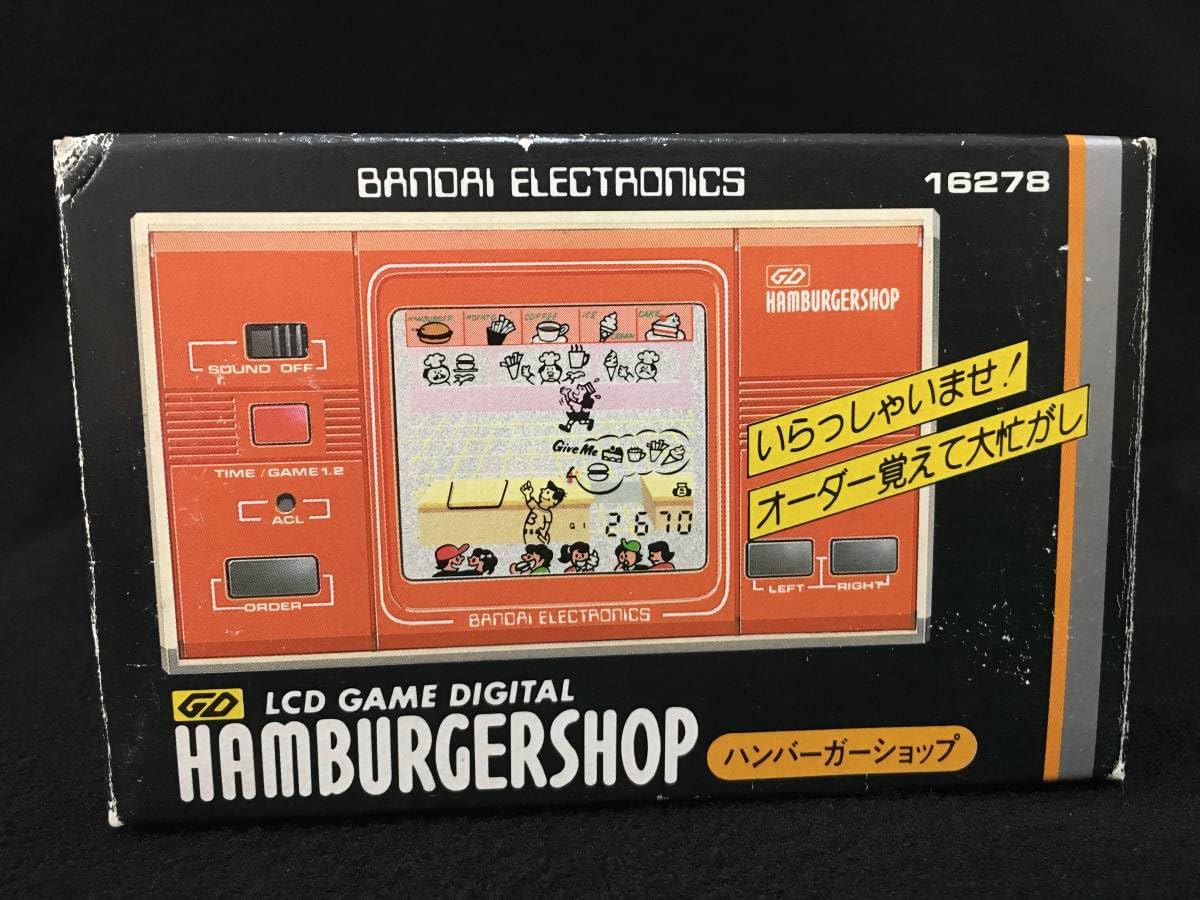 BANDAI ELECTRONICS
16278
GD
HAMBURGERSHOP
HAMBURGER POTATO COFFEE ICE CREAM CAKE
SOUND OFF
TIME/GAME 1.2
ACL
ORDER
Give Me
G 1
2670
いらっしゃいませ!
オーダー覚えて大忙がし
LEFT RIGHT
BANDAI ELECTRONICS
GD LCD GAME DIGITAL
HAMBURGERSHOP
ハンバーガーショップ